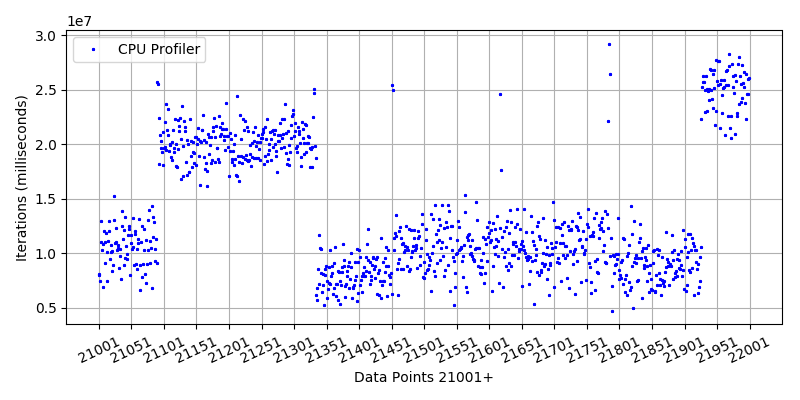 1e7
CPU Profiler
3.0
2.5
2.0
1.5
1.0
0.5
Iterations (milliseconds)
21001 21051 21101 21151 21201 21251 21301 21351 21401 21451 21501 21551 21601 21651 21701 21751 21801 21851 21901 21951 22001
Data Points 21001+